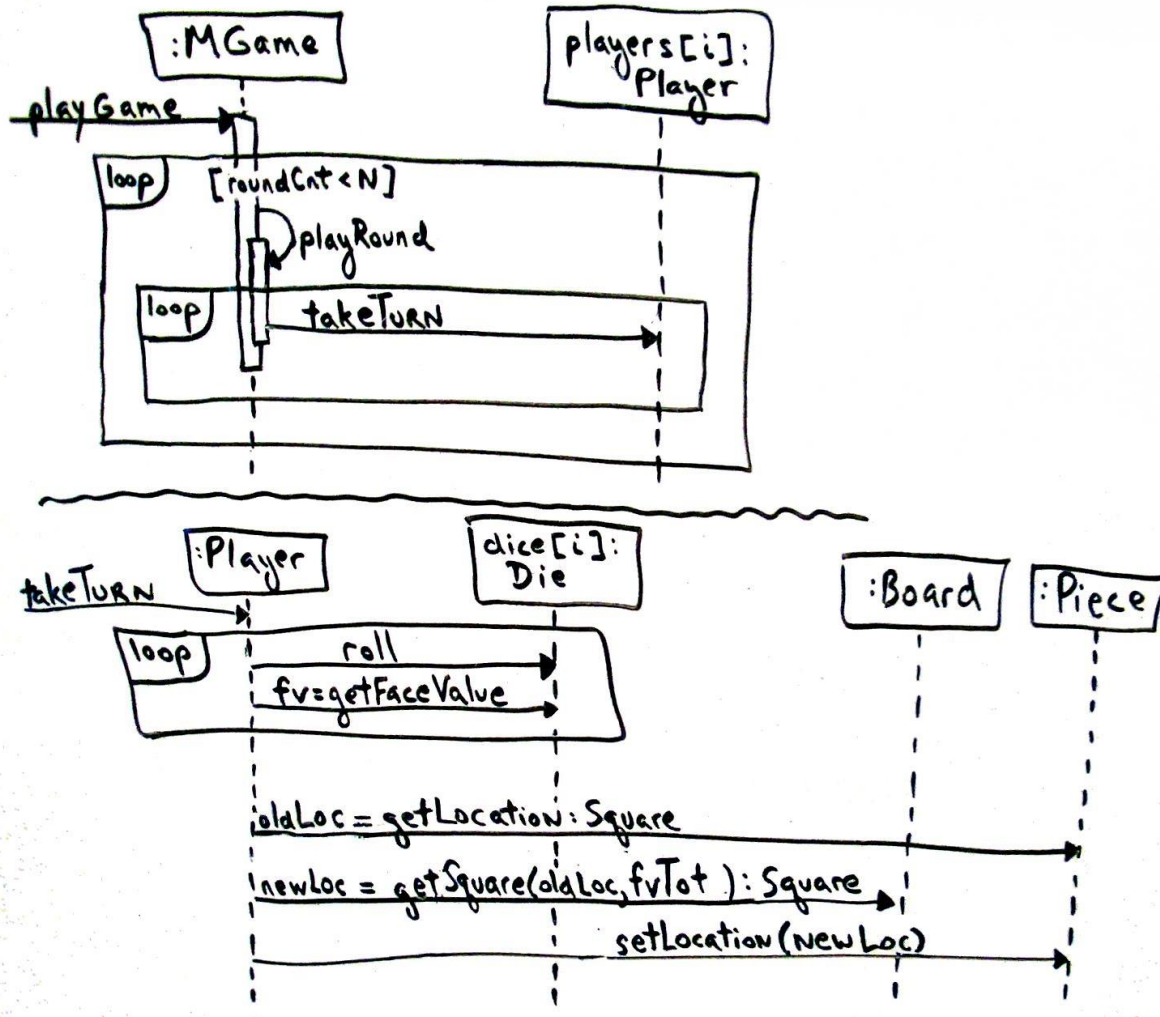 :MGame
players[i]:
Player
playGame
loop
[roundCnt < N]
playRound
loop
takeTURN
:Player
dice[i]:
Die
:Board
:Piece
takeTURN
loop
roll
fv=getFaceValue
oldLoc = getLocation: Square
newLoc = getSquare(oldLoc, fvTot ): Square
setLocation(newLoc)